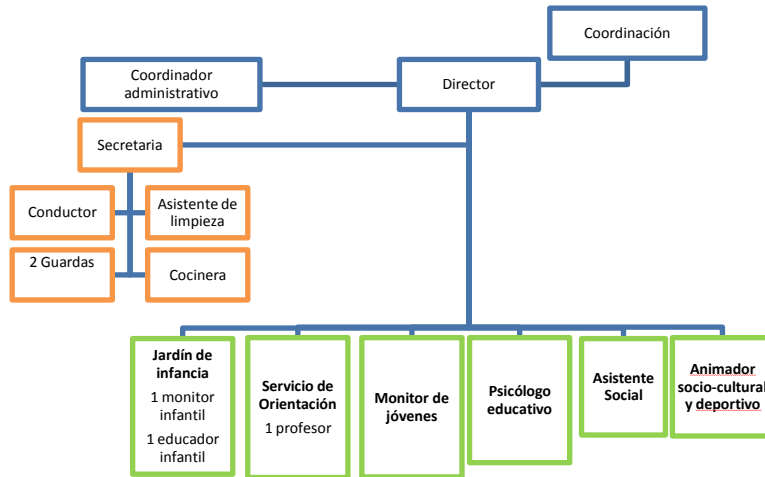 Coordinación
Coordinador
administrativo
Director
Secretaria
Conductor
Asistente de
limpieza
2 Guardas
Cocinera
Jardín de
infancia
1 monitor
infantil
1 educador
infantil
Servicio de
Orientación
1 profesor
Monitor de
jóvenes
Psicólogo
educativo
Asistente
Social
Animador
socio-cultural
y deportivo